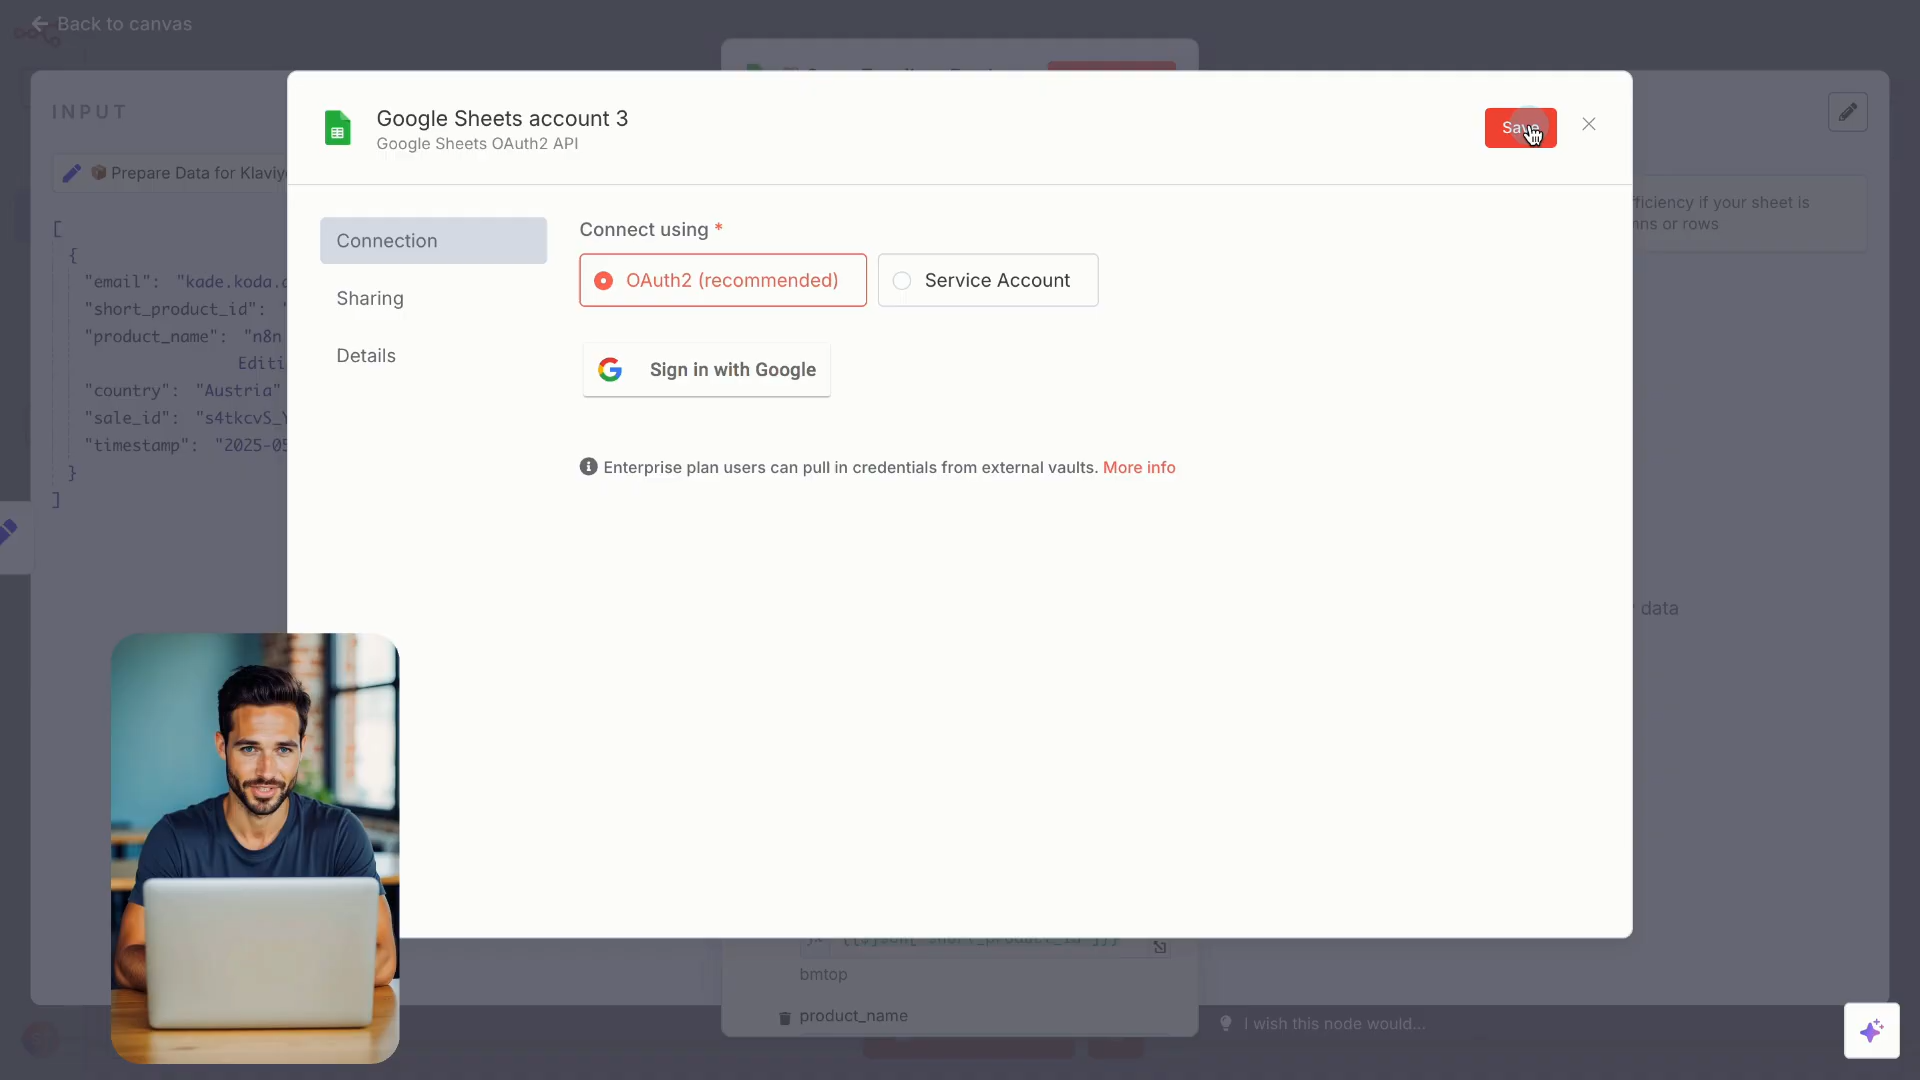 Back to canvas
INPUT
Google Sheets account 3
Google Sheets OAuth2 API
Save
📦 Prepare Data for Klaviyo
ficiency if your sheet is
ns or rows
Connection
Sharing
Details
Connect using *
OAuth2 (recommended)
Service Account
Sign in with Google
Enterprise plan users can pull in credentials from external vaults. More info
[
{
"email": "kade.koda.
"short_product_id": "
"product_name": "n8n
Editi
"country": "Austria"
"sale_id": "s4tkcvS_Y
"timestamp": "2025-05
}
]
data
bmtop
product_name
I wish this node would...